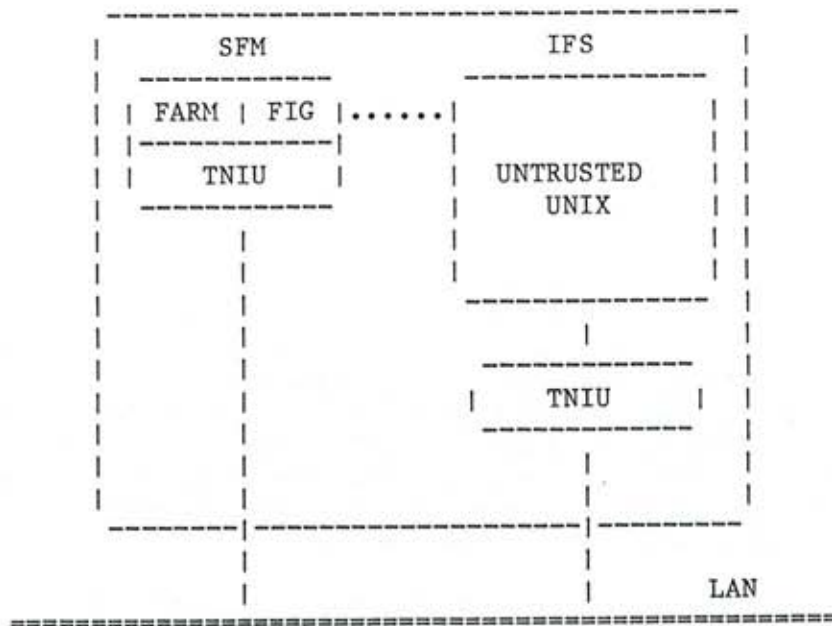 SFM IFS
FARM FIG
UNTRUSTED
TNIU
UNIX
TNIU
LAN